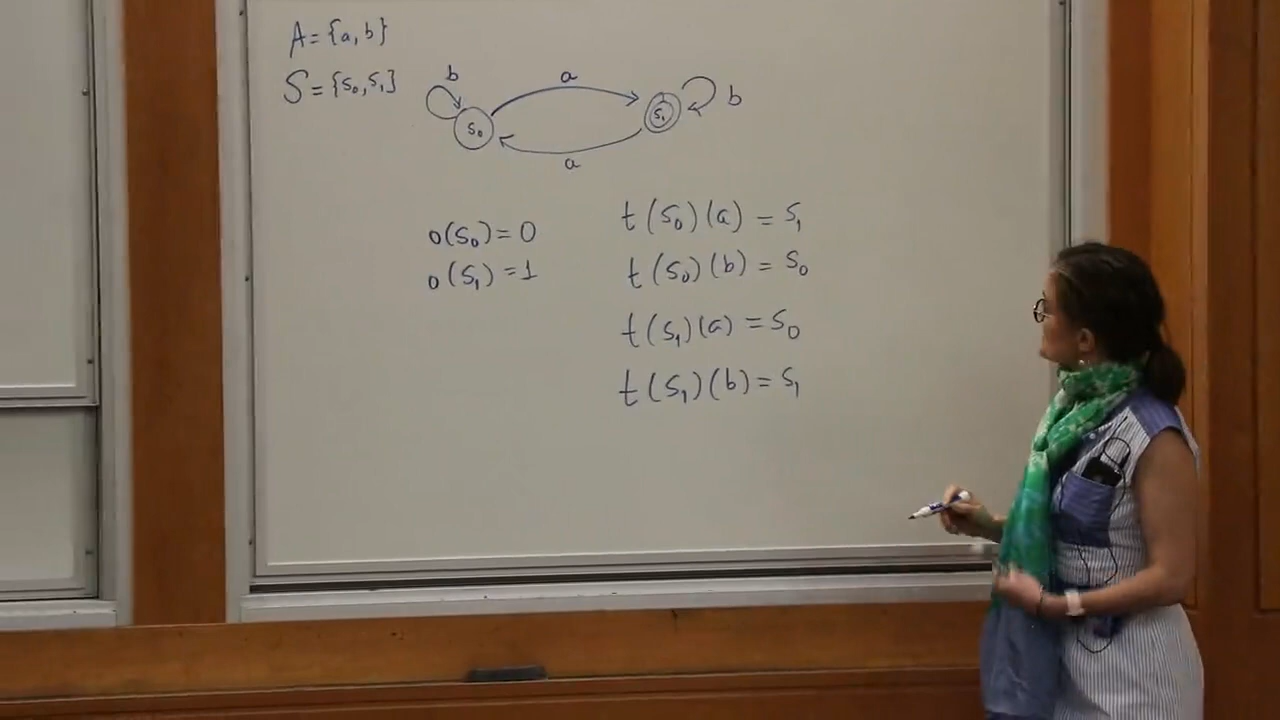 A = {a, b}
S = {s₀, s₁}
b
a
b
s₀
s₁
a
o(s₀) = 0
o(s₁) = 1
t(s₀)(a) = s₁
t(s₀)(b) = s₀
t(s₁)(a) = s₀
t(s₁)(b) = s₁